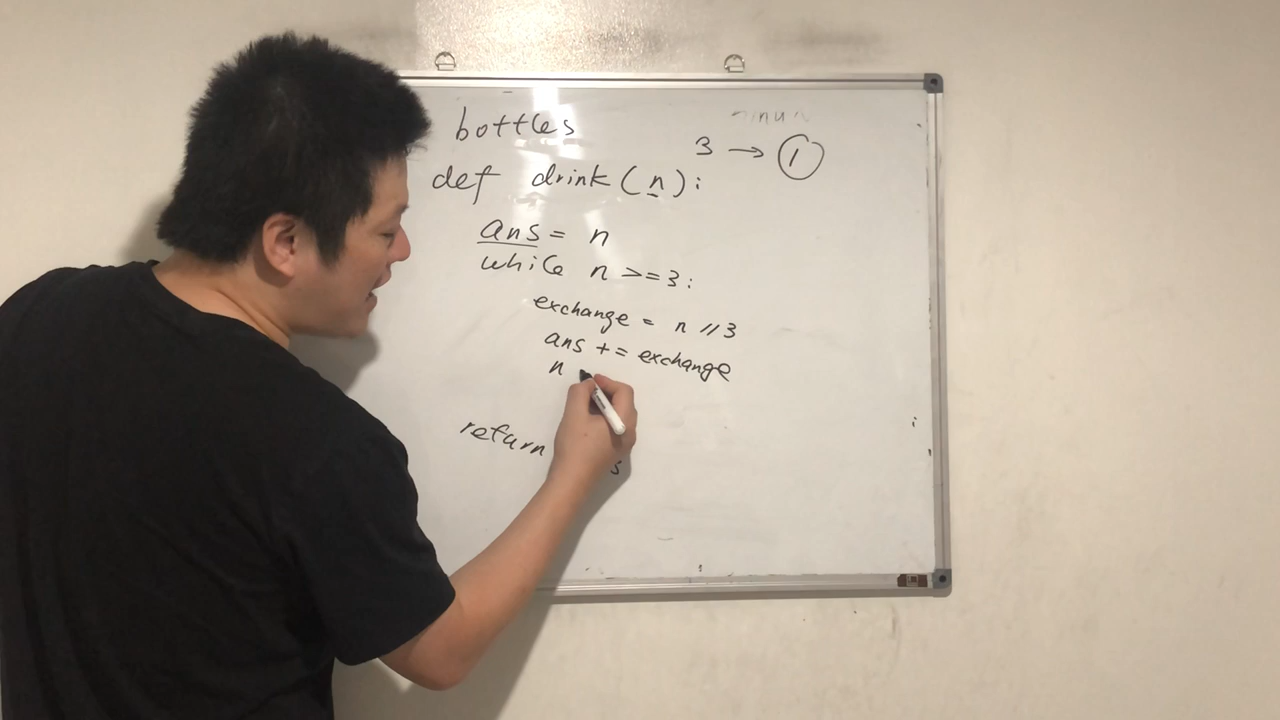 bottles
3 → 1
def drink(n):
ans = n
while n >= 3:
exchange = n // 3
ans += exchange
n
return